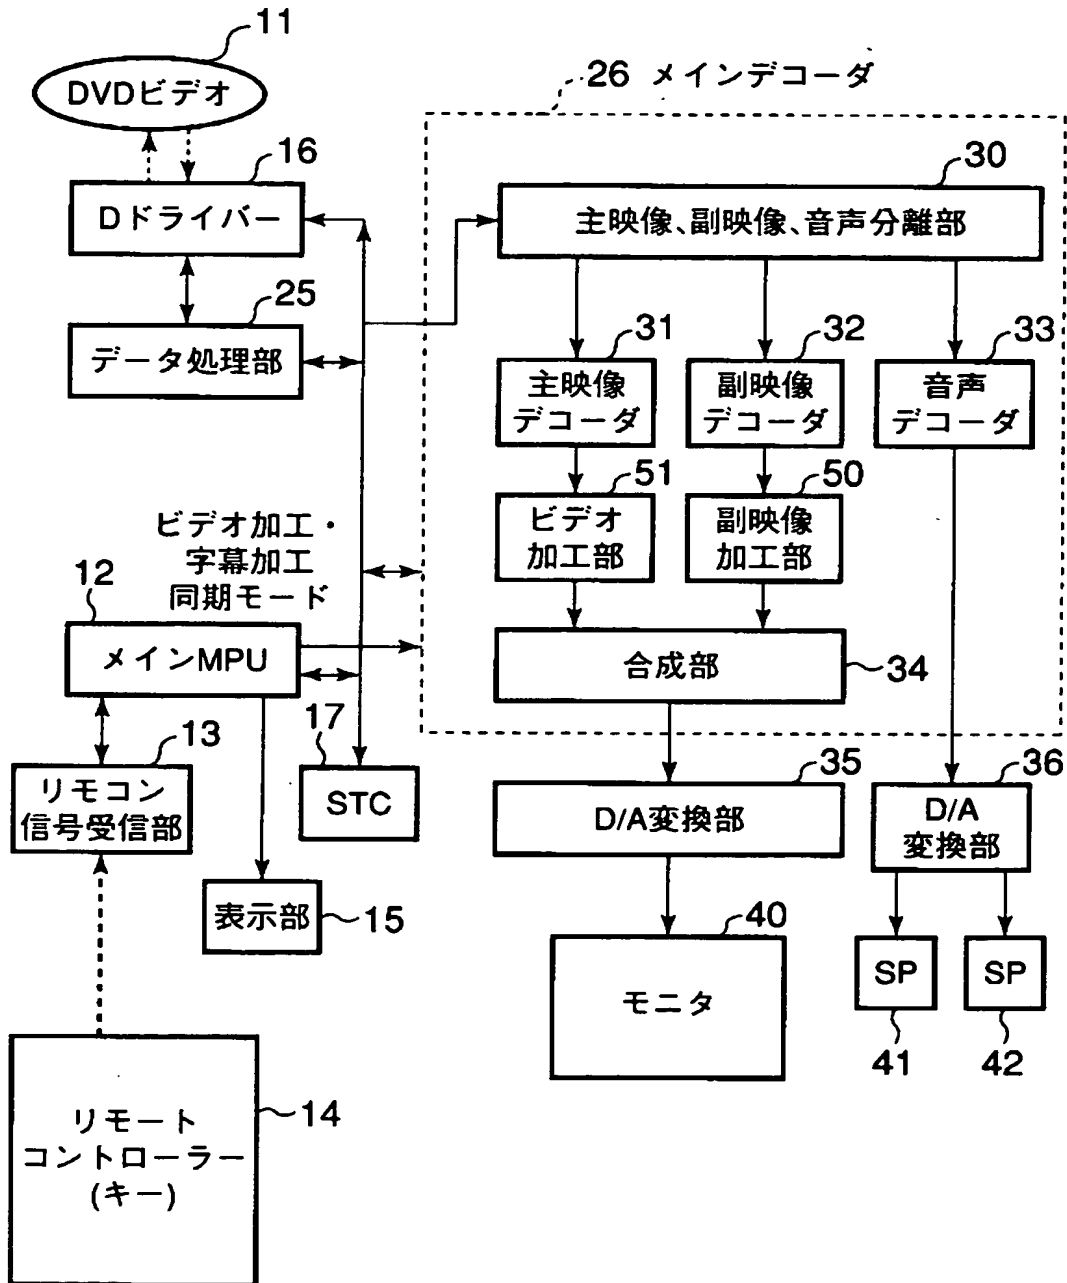 11
DVDビデオ
16
Dドライバー
25
データ処理部
ビデオ加工・
字幕加工
同期モード
12
メインMPU
13
リモコン
信号受信部
17
STC
表示部
15
リモート
コントローラー
(キー)
14
26 メインデコーダ
30
主映像、副映像、音声分離部
31
主映像
デコーダ
32
副映像
デコーダ
33
音声
デコーダ
51
ビデオ
加工部
50
副映像
加工部
合成部
34
35
D/A変換部
36
D/A
変換部
40
モニタ
SP
41
SP
42